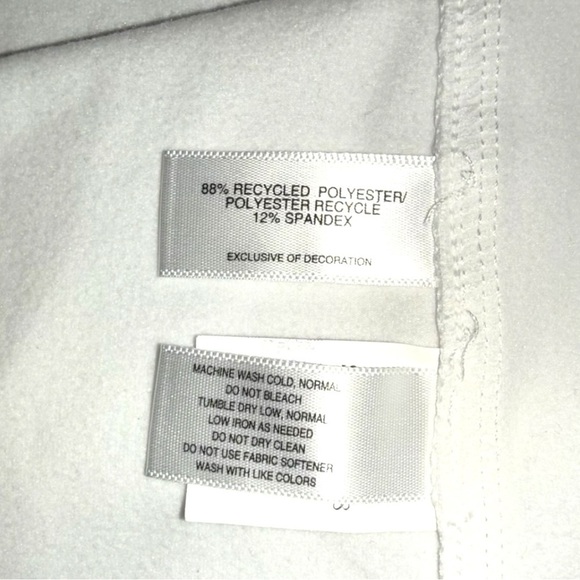 88% RECYCLED POLYESTER/
POLYESTER RECYCLE
12% SPANDEX
EXCLUSIVE OF DECORATION
MACHINE WASH COLD, NORMAL
DO NOT BLEACH
TUMBLE DRY LOW, NORMAL
LOW IRON AS NEEDED
DO NOT DRY CLEAN
DO NOT USE FABRIC SOFTENER
WASH WITH LIKE COLORS